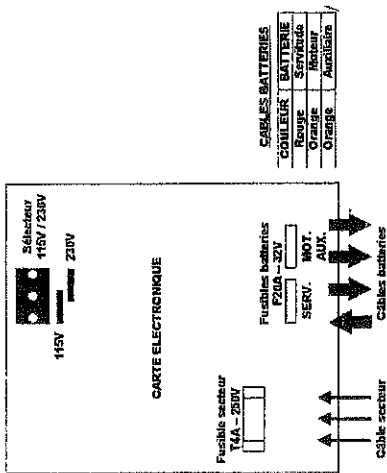 Sélecteur
115V / 230V
115V
230V
CARTE ELECTRONIQUE
Fusible secteur
T4A – 250V
Fusibles batteries
F20A – 32V
SERV.
MOT.
AUX.
Câble secteur
Câbles batteries
CABLES BATTERIES
COULEUR BATTERIE
Rouge Servitude
Orange Moteur
Orange Auxiliaire